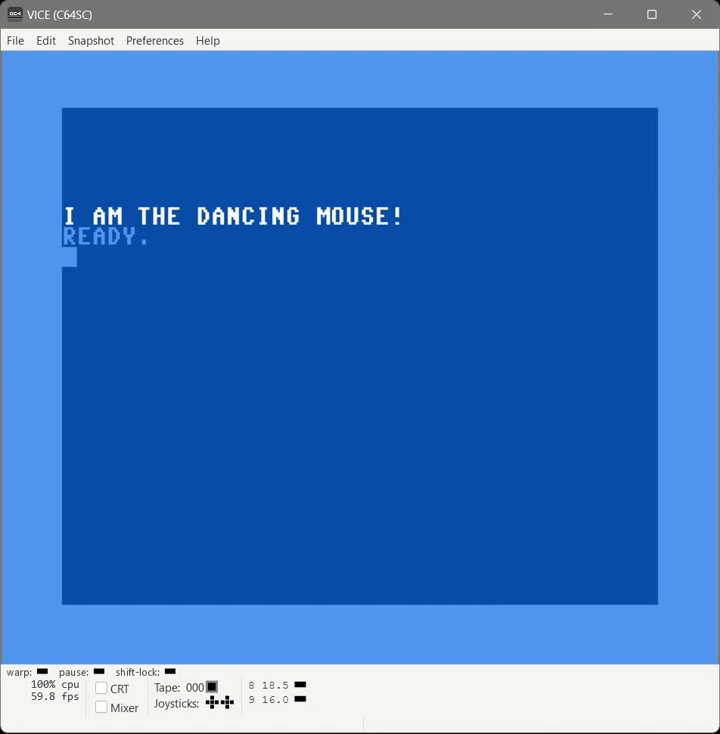 VICE (C64SC)
File Edit Snapshot Preferences Help
I AM THE DANCING MOUSE!
READY.
warp: pause: shift-lock:
100% cpu
59.8 fps
CRT
Mixer
Tape: 000
Joysticks:
8 18.5
9 16.0